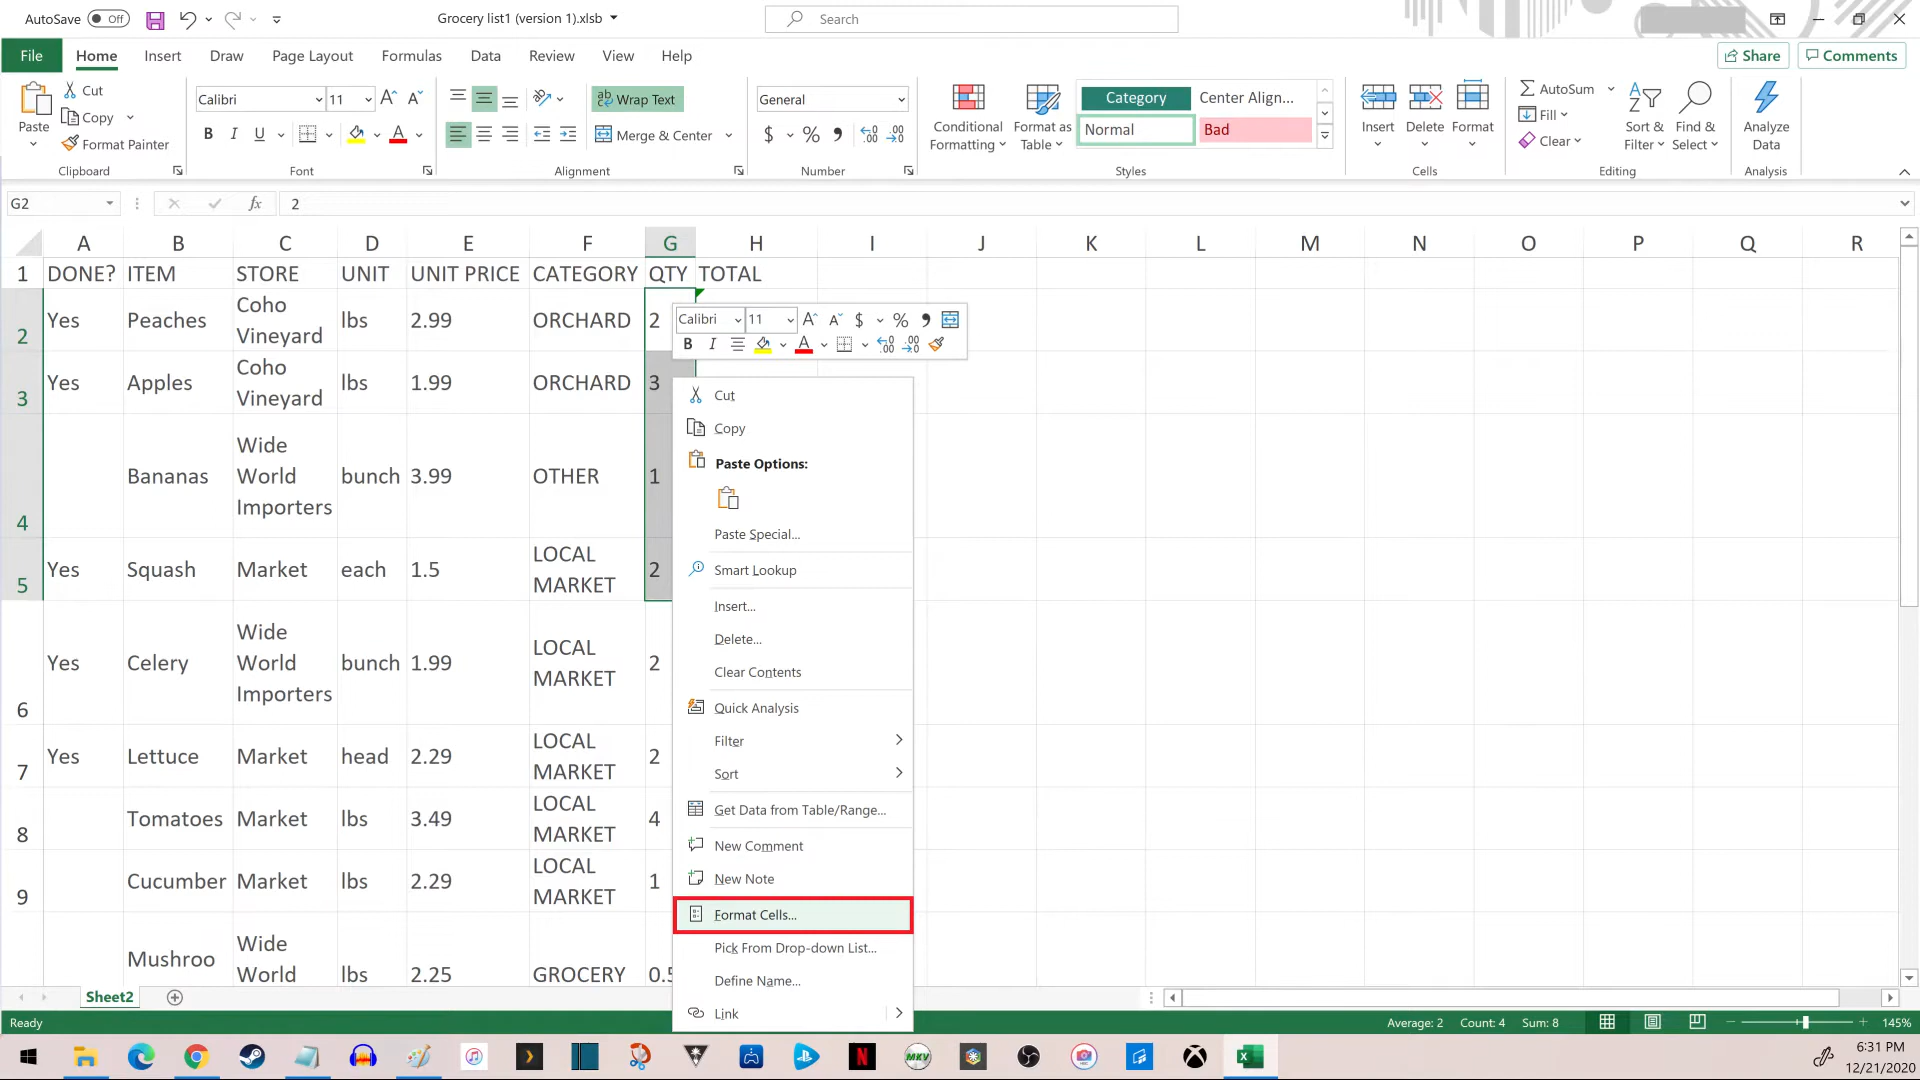 AutoSave Off
Grocery list1 (version 1).xlsb
Search
File Home Insert Draw Page Layout Formulas Data Review View Help
Share Comments
Paste
Cut
Copy
Format Painter
Clipboard
Calibri 11
B I U
Font
Wrap Text
Merge & Center
Alignment
General
$ % 9
Number
Conditional Formatting
Format as Table
Category
Center Align...
Normal
Bad
Styles
Insert
Delete
Format
Cells
AutoSum
Fill
Clear
Sort & Filter
Find & Select
Editing
Analyze Data
Analysis
G2
fx
2
A B C D E F G H I J K L M N O P Q R
1 DONE? ITEM STORE UNIT UNIT PRICE CATEGORY QTY TOTAL
2 Yes Peaches Coho Vineyard lbs 2.99 ORCHARD 2
3 Yes Apples Coho Vineyard lbs 1.99 ORCHARD 3
4 Bananas Wide World Importers bunch 3.99 OTHER 1
5 Yes Squash Market each 1.5 LOCAL MARKET 2
6 Yes Celery Wide World Importers bunch 1.99 LOCAL MARKET 2
7 Yes Lettuce Market head 2.29 LOCAL MARKET 2
8 Tomatoes Market lbs 3.49 LOCAL MARKET 4
9 Cucumber Market lbs 2.29 LOCAL MARKET 1
Mushroo Wide World lbs 2.25 GROCERY 0.5
Calibri 11 A A $ % 9
B I A
Cut
Copy
Paste Options:
Paste Special...
Smart Lookup
Insert...
Delete...
Clear Contents
Quick Analysis
Filter
Sort
Get Data from Table/Range...
New Comment
New Note
Format Cells...
Pick From Drop-down List...
Define Name...
Link
Sheet2
Ready
Average: 2 Count: 4 Sum: 8
145%
MKV
6:31 PM
12/21/2020